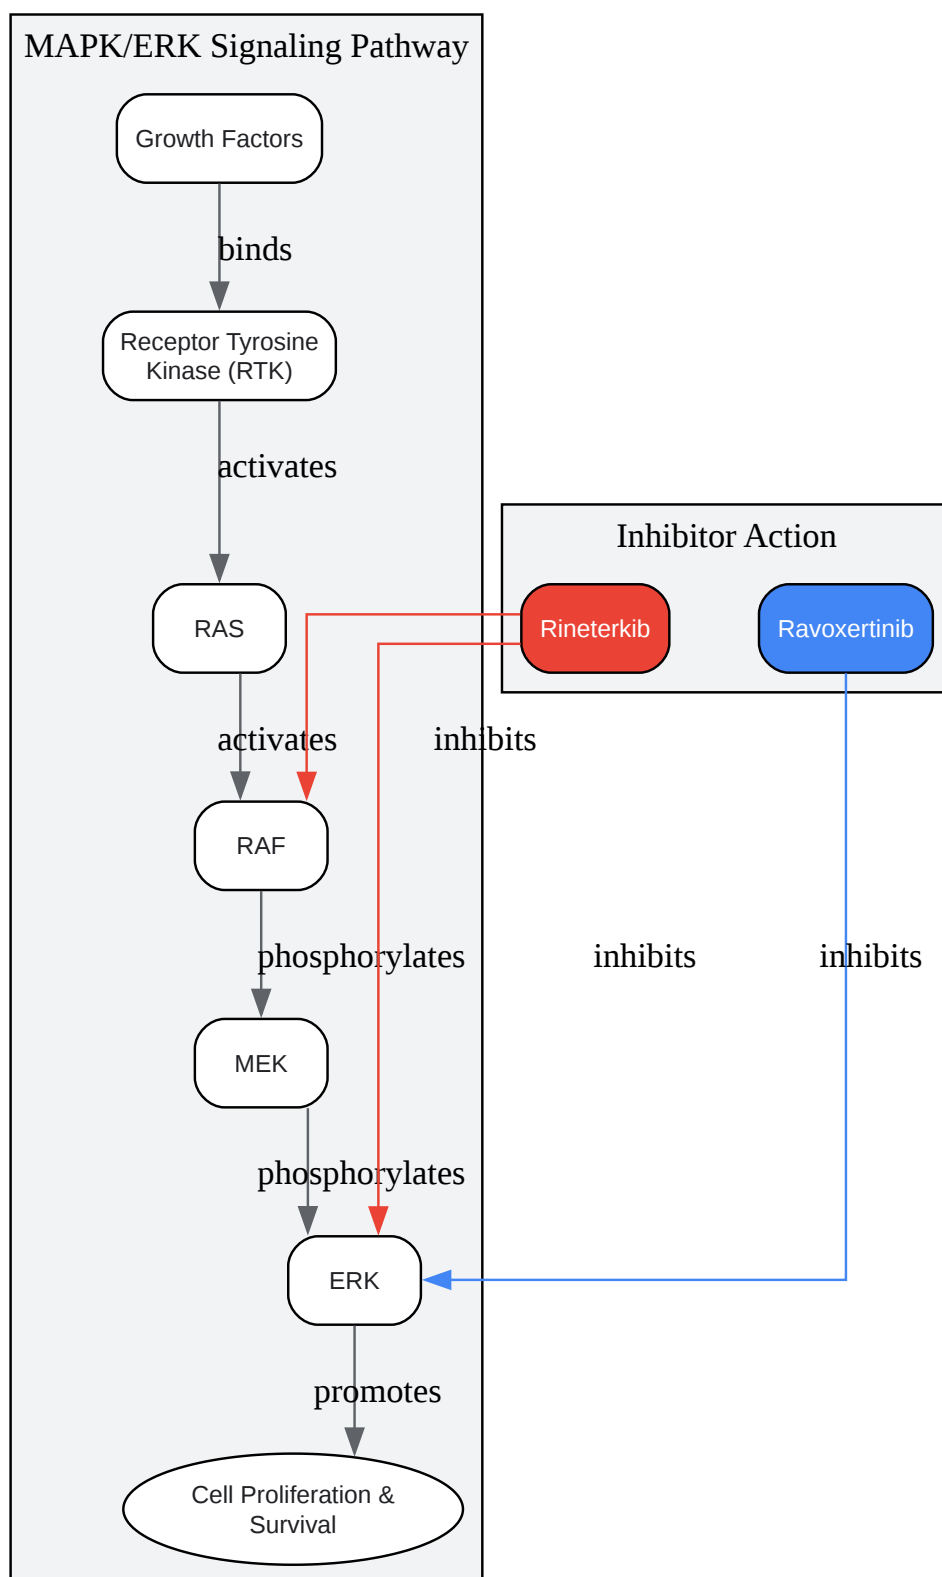 MAPK/ERK Signaling Pathway
Growth Factors
binds
Receptor Tyrosine
Kinase (RTK)
activates
Inhibitor Action
RAS
Rineterkib
Ravoxertinib
activates
inhibits
RAF
phosphorylates
inhibits
inhibits
MEK
phosphorylates
ERK
promotes
Cell Proliferation &
Survival